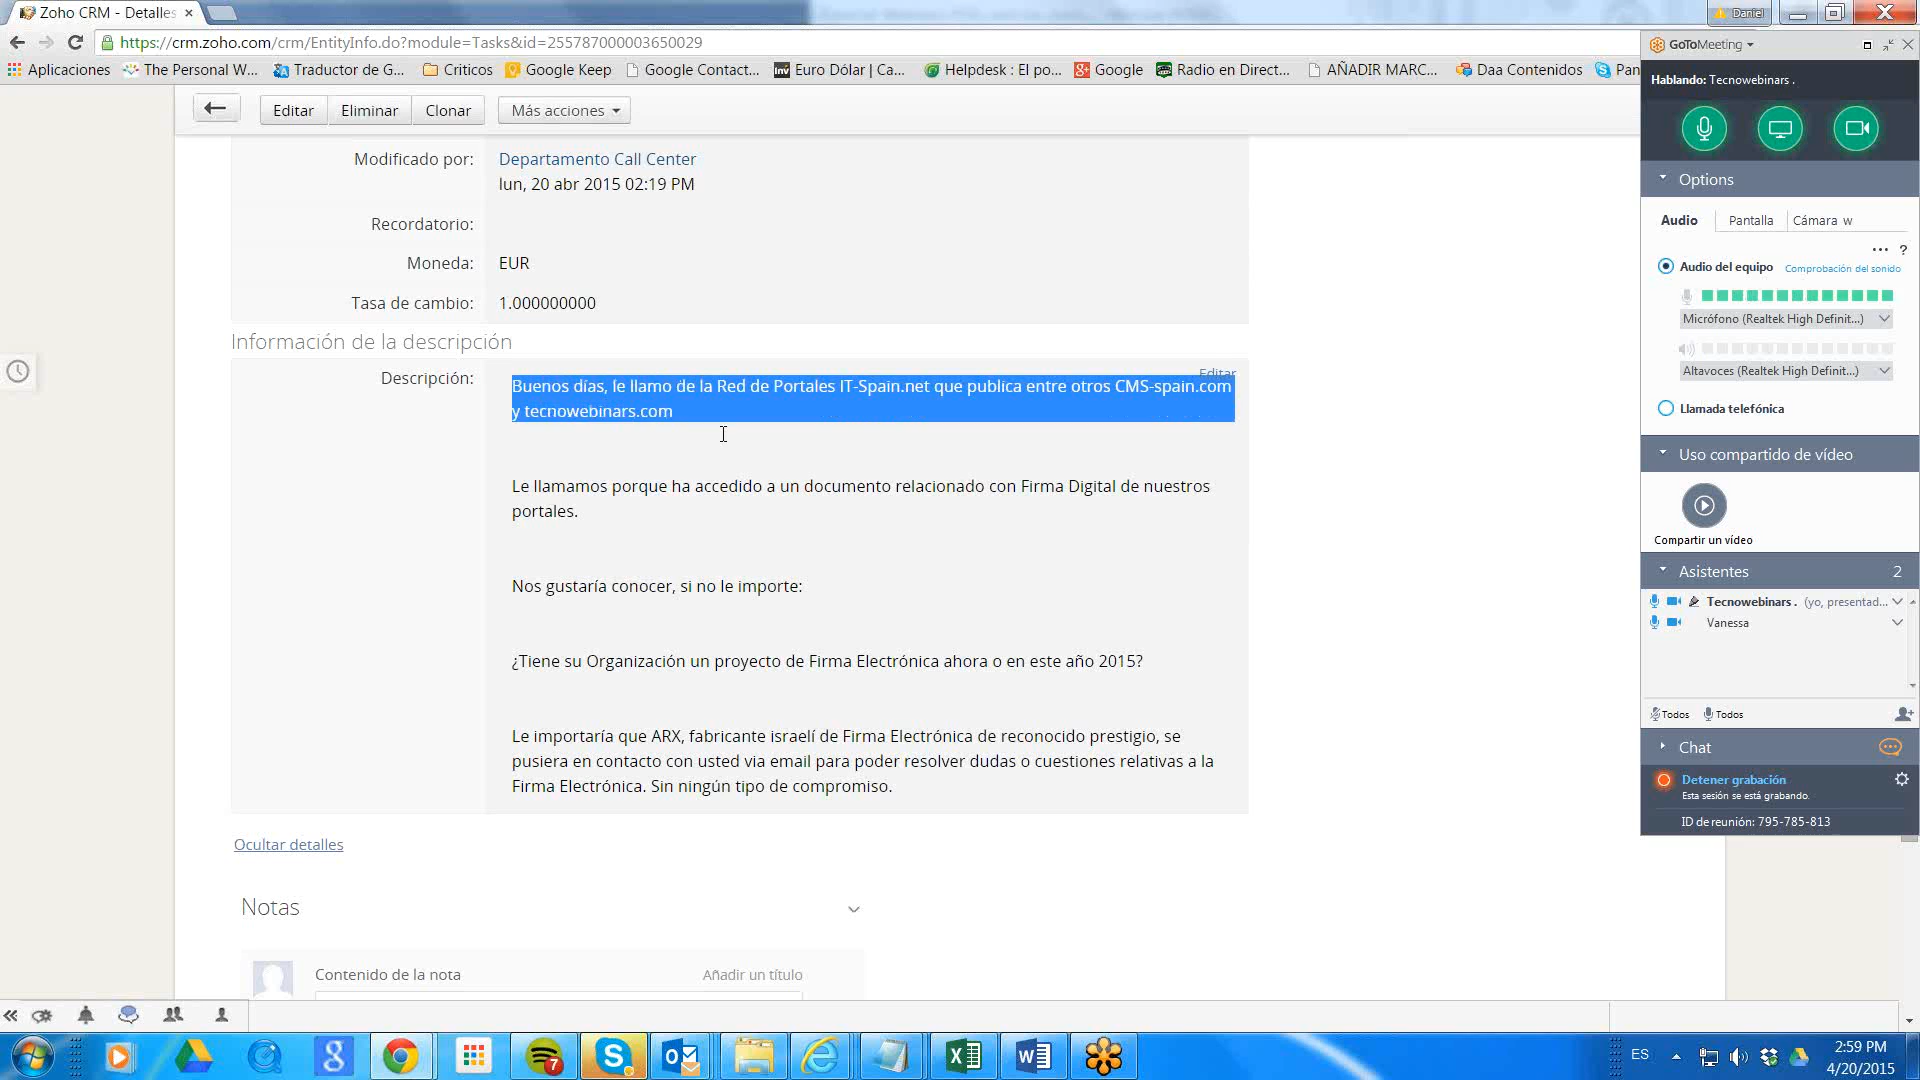 Zoho CRM - Detalles
Daniel
https://crm.zoho.com/crm/EntityInfo.do?module=Tasks&id=255787000003650029
Aplicaciones
The Personal W...
Traductor de G...
Criticos
Google Keep
Google Contact...
Euro Dólar | Ca...
Helpdesk : El po...
Google
Radio en Direct...
AÑADIR MARC...
Daa Contenidos
Pan
Editar
Eliminar
Clonar
Más acciones
Modificado por:
Departamento Call Center
lun, 20 abr 2015 02:19 PM
Recordatorio:
Moneda:
EUR
Tasa de cambio:
1.000000000
Información de la descripción
Descripción:
Editar
Buenos días, le llamo de la Red de Portales IT-Spain.net que publica entre otros CMS-spain.com
y tecnowebinars.com
Le llamamos porque ha accedido a un documento relacionado con Firma Digital de nuestros
portales.
Nos gustaría conocer, si no le importe:
¿Tiene su Organización un proyecto de Firma Electrónica ahora o en este año 2015?
Le importaría que ARX, fabricante israelí de Firma Electrónica de reconocido prestigio, se
pusiera en contacto con usted via email para poder resolver dudas o cuestiones relativas a la
Firma Electrónica. Sin ningún tipo de compromiso.
Ocultar detalles
Notas
Contenido de la nota
Añadir un título
GoToMeeting
Hablando: Tecnowebinars .
Options
Audio
Pantalla
Cámara w
... ?
Audio del equipo
Comprobación del sonido
Micrófono (Realtek High Definit...)
Altavoces (Realtek High Definit...)
Llamada telefónica
Uso compartido de vídeo
Compartir un vídeo
Asistentes 2
Tecnowebinars . (yo, presentad...
Vanessa
Todos
Todos
Chat
Detener grabación
Esta sesión se está grabando.
ID de reunión: 795-785-813
7
ES
2:59 PM
4/20/2015